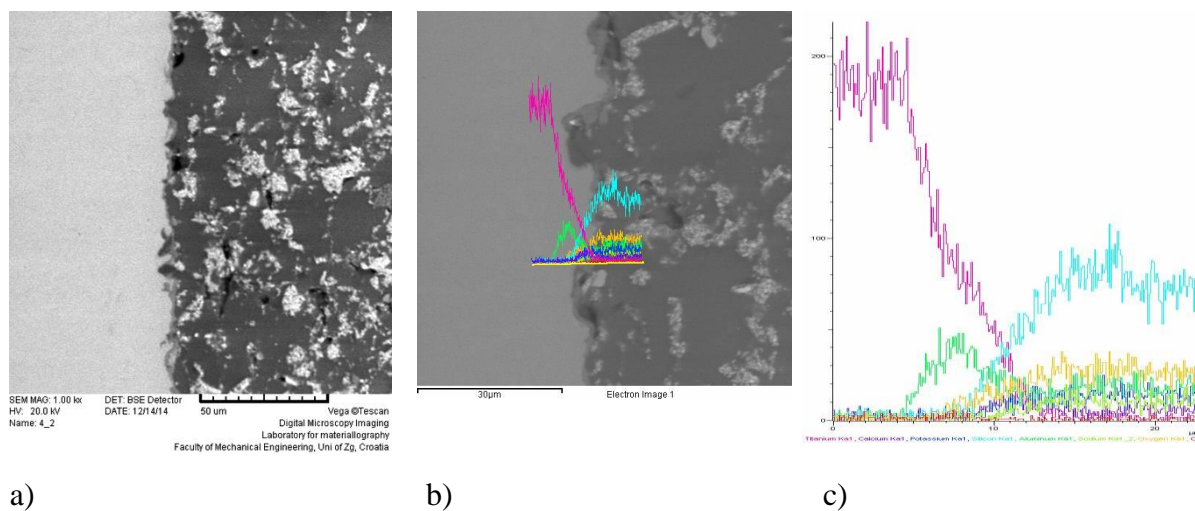 SEM MAG: 1.00 kx DET: BSE Detector
HV: 20.0 kV DATE: 12/14/14 50 um Vega ©Tescan
Name: 4_2 Digital Microscopy Imaging
Laboratory for materiallography
Faculty of Mechanical Engineering, Uni of Zg, Croatia
30µm Electron Image 1
200
100
0
10 20
Titanium Ka1, Calcium Ka1, Potassium Ka1, Silicon Ka1, Aluminum Ka1, Sodium Ka1_2, Oxygen Ka1,
a) b) c)